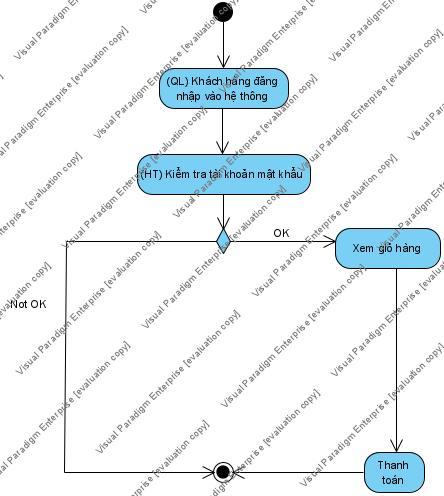 (QL) Khách hàng đăng
nhập vào hệ thông
(HT) Kiểm tra tài khoản mật khẩu
OK
Xem giỏ hàng
Not OK
Thanh
toán
Visual Paradigm Enterprise [evaluation copy]